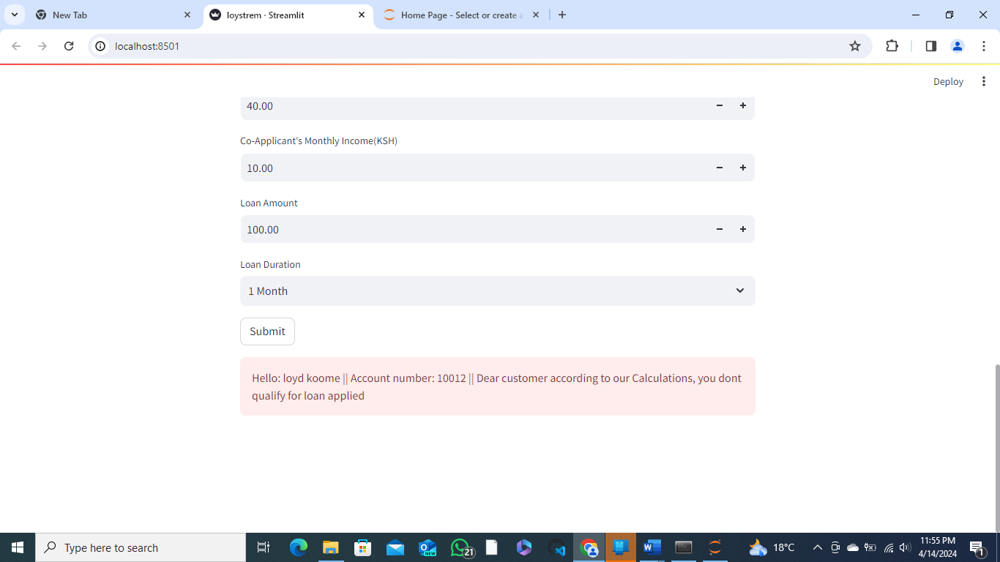 New Tab
loystrem · Streamlit
Home Page - Select or create a
localhost:8501
Deploy
40.00
Co-Applicant's Monthly Income(KSH)
10.00
Loan Amount
100.00
Loan Duration
1 Month
Submit
Hello: loyd koome || Account number: 10012 || Dear customer according to our Calculations, you dont
qualify for loan applied
Type here to search
NEW
21
18°C
11:55 PM
4/14/2024
1